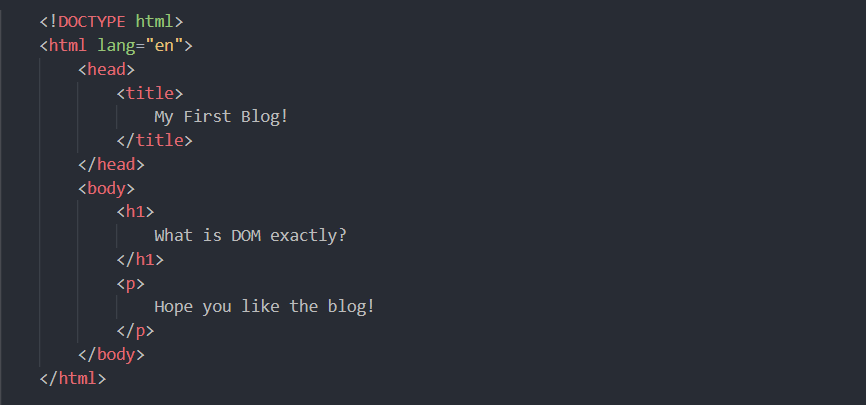 <!DOCTYPE html>
<html lang="en">
    <head>
        <title>
            My First Blog!
        </title>
    </head>
    <body>
        <h1>
            What is DOM exactly?
        </h1>
        <p>
            Hope you like the blog!
        </p>
    </body>
</html>